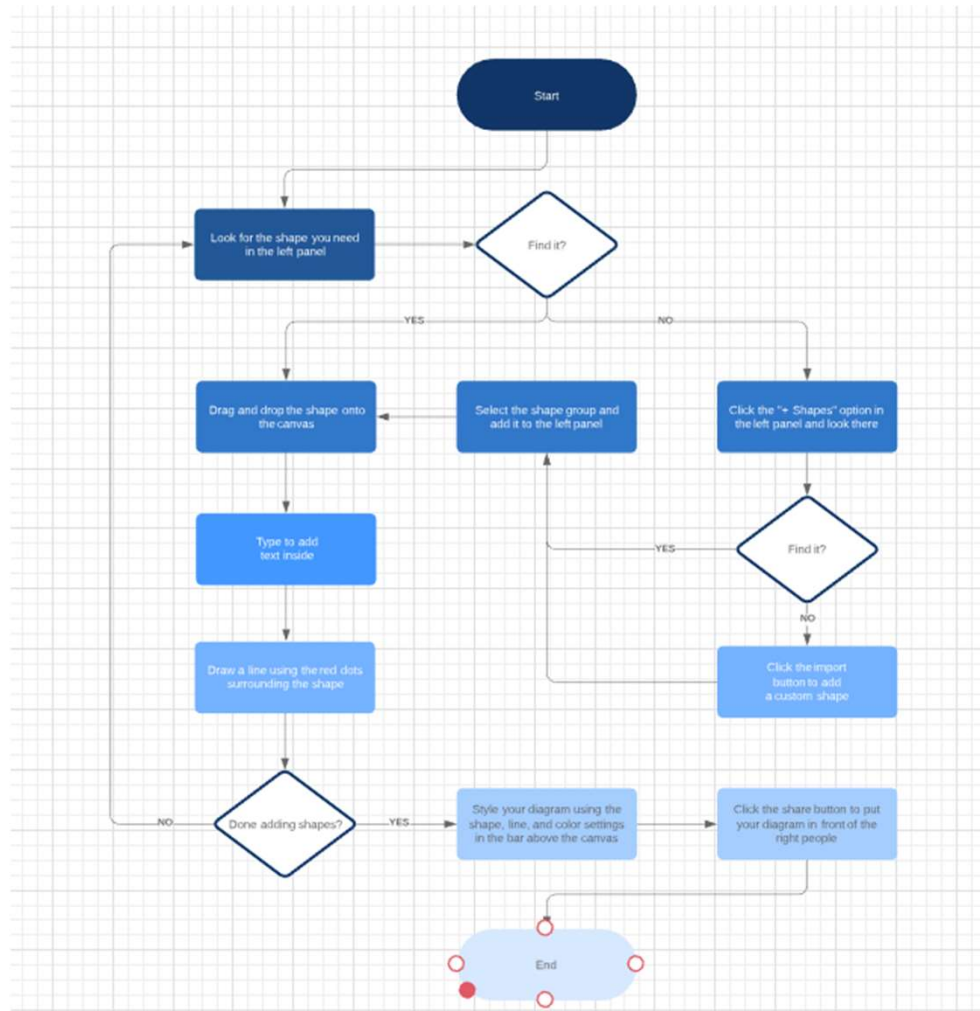 Start
Look for the shape you need
in the left panel
Find it?
YES
NO
Drag and drop the shape onto
the canvas
Select the shape group and
add it to the left panel
Click the "+ Shapes" option in
the left panel and look there
Type to add
text inside
YES
Find it?
NO
Draw a line using the red dots
surrounding the shape
Click the import
button to add
a custom shape
NO
Done adding shapes?
YES
Style your diagram using the
shape, line, and color settings
in the bar above the canvas
Click the share button to put
your diagram in front of the
right people
End